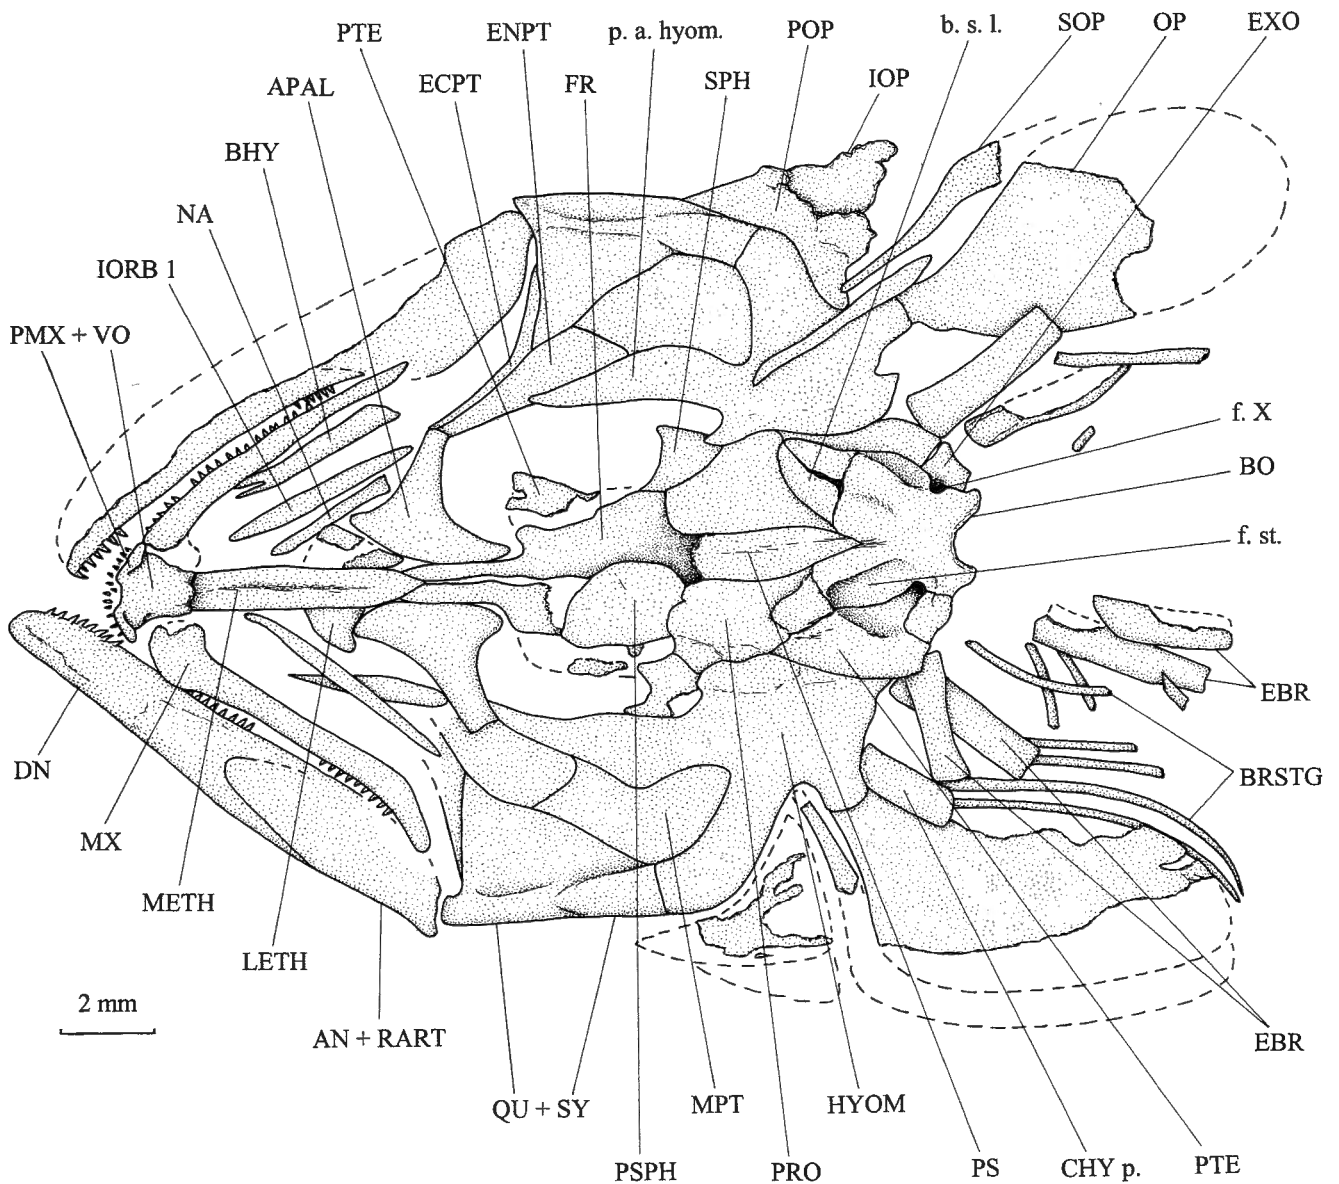 PTE
ENPT
p. a. hyom.
POP
b. s. l.
SOP
OP
EXO
APAL
ECPT
FR
SPH
IOP
BHY
NA
IORB 1
PMX + VO
f. X
BO
f. st.
EBR
DN
BRSTG
MX
METH
LETH
2 mm
AN + RART
EBR
QU + SY
MPT
HYOM
PSPH
PRO
PS
CHY p.
PTE